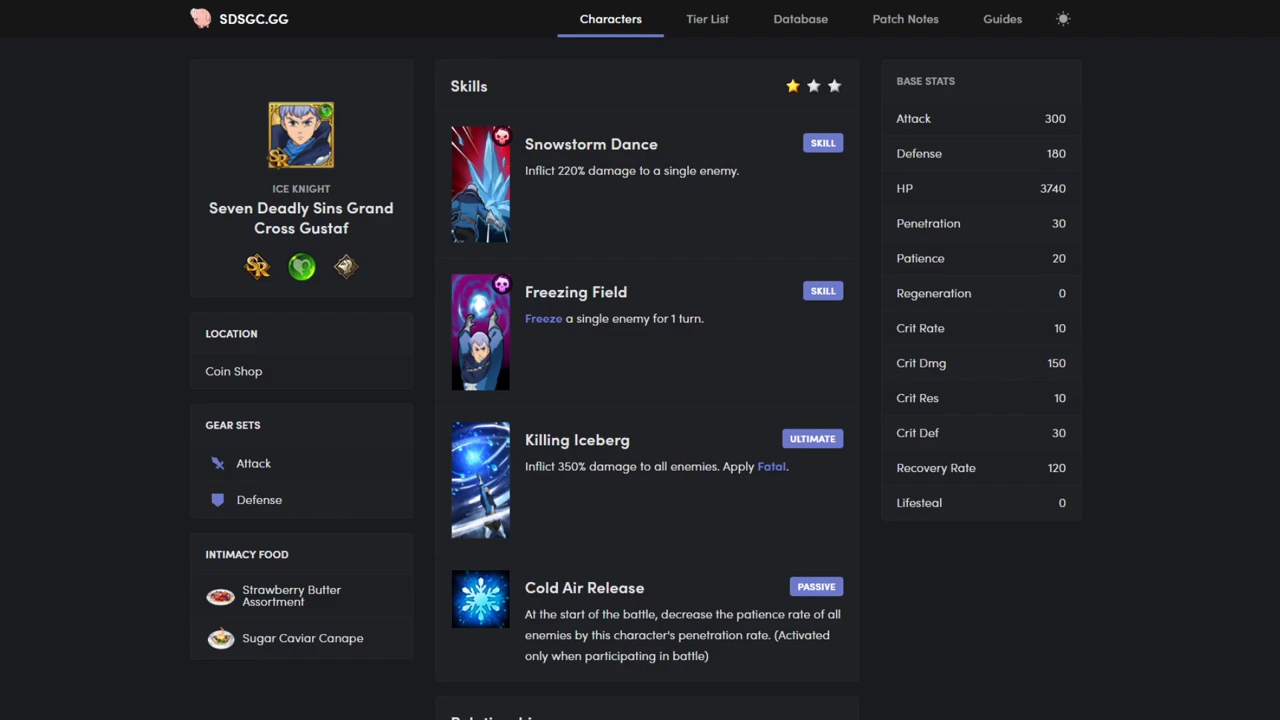 SDSGC.GG
Characters
Tier List
Database
Patch Notes
Guides
SR
ICE KNIGHT
Seven Deadly Sins Grand
Cross Gustaf
SR
LOCATION
Coin Shop
GEAR SETS
Attack
Defense
INTIMACY FOOD
Strawberry Butter
Assortment
Sugar Caviar Canape
Skills
Snowstorm Dance
SKILL
Inflict 220% damage to a single enemy.
Freezing Field
SKILL
Freeze a single enemy for 1 turn.
Killing Iceberg
ULTIMATE
Inflict 350% damage to all enemies. Apply Fatal.
Cold Air Release
PASSIVE
At the start of the battle, decrease the patience rate of all
enemies by this character's penetration rate. (Activated
only when participating in battle)
BASE STATS
Attack 300
Defense 180
HP 3740
Penetration 30
Patience 20
Regeneration 0
Crit Rate 10
Crit Dmg 150
Crit Res 10
Crit Def 30
Recovery Rate 120
Lifesteal 0